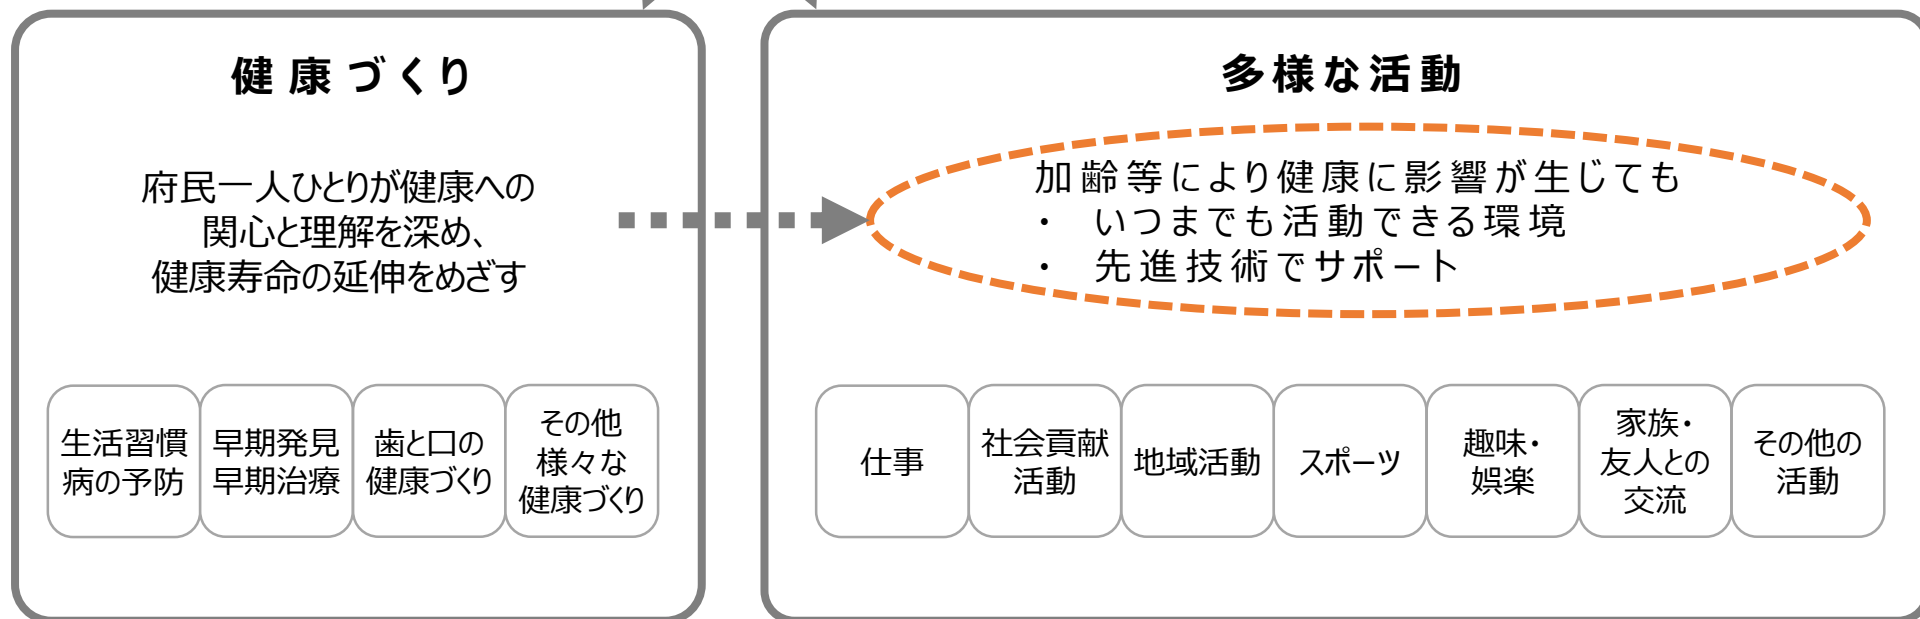 健康づくり
府民一人ひとりが健康への
関心と理解を深め、
健康寿命の延伸をめざす
生活習慣
病の予防
早期発見
早期治療
歯と口の
健康づくり
その他
様々な
健康づくり
多様な活動
加齢等により健康に影響が生じても
・ いつまでも活動できる環境
・ 先進技術でサポート
仕事
社会貢献
活動
地域活動
スポーツ
趣味・
娯楽
家族・
友人との
交流
その他の
活動